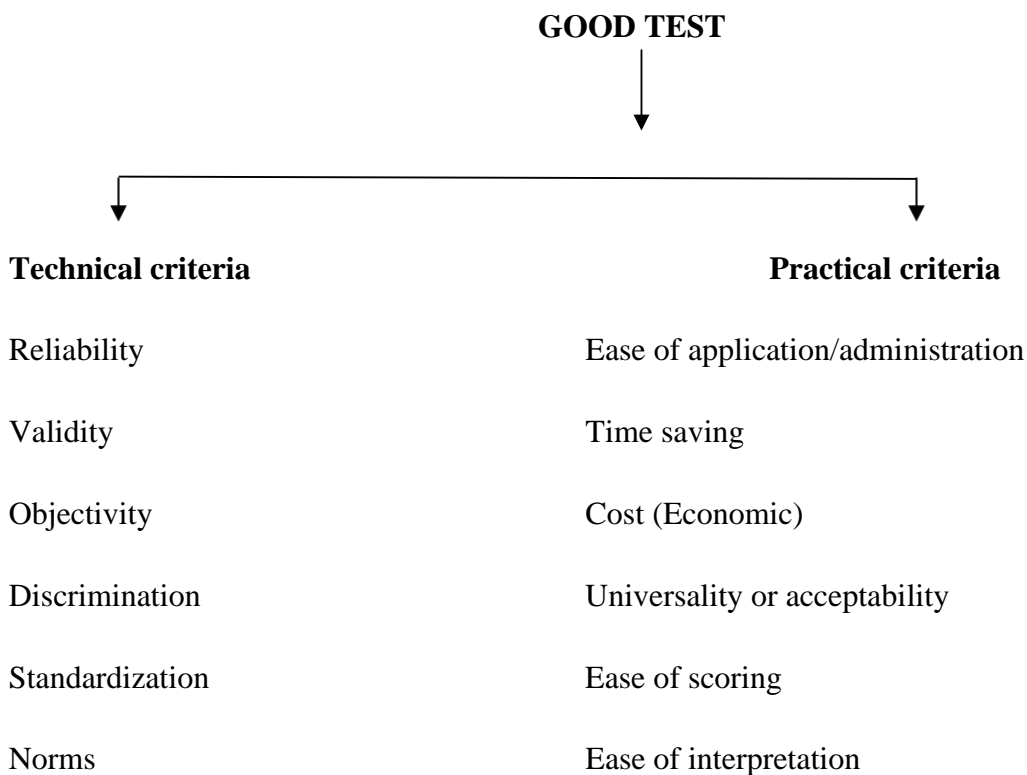 GOOD TEST
Technical criteria
Practical criteria
Reliability
Ease of application/administration
Validity
Time saving
Objectivity
Cost (Economic)
Discrimination
Universality or acceptability
Standardization
Ease of scoring
Norms
Ease of interpretation